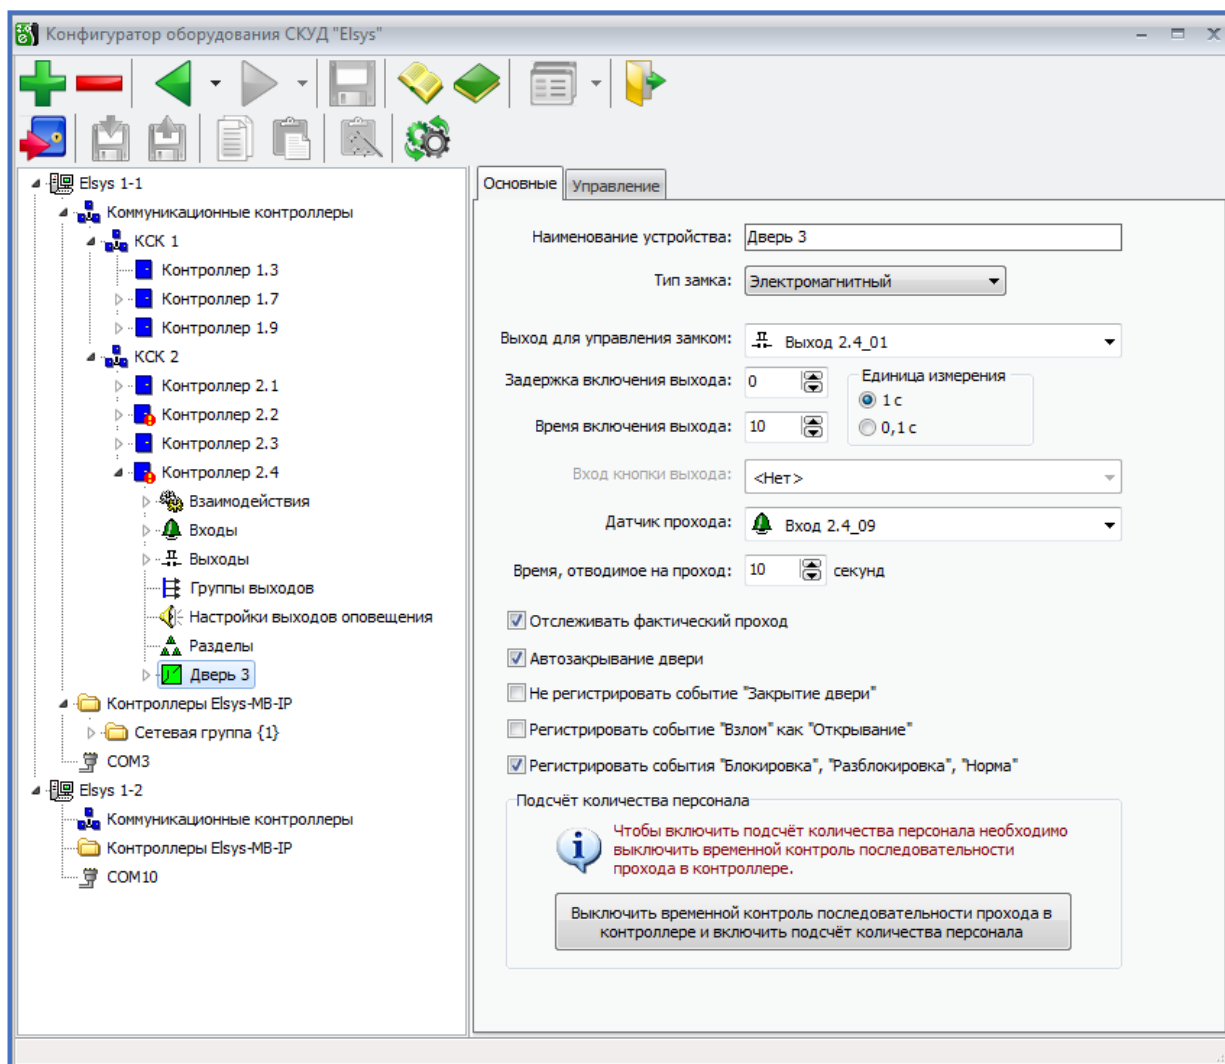 Конфигуратор оборудования СКУД "Elsys"
Elsys 1-1
Коммуникационные контроллеры
КСК 1
Контроллер 1.3
Контроллер 1.7
Контроллер 1.9
КСК 2
Контроллер 2.1
Контроллер 2.2
Контроллер 2.3
Контроллер 2.4
Взаимодействия
Входы
Выходы
Группы выходов
Настройки выходов оповещения
Разделы
Дверь 3
Контроллеры Elsys-MB-IP
Сетевая группа {1}
COM3
Elsys 1-2
Коммуникационные контроллеры
Контроллеры Elsys-MB-IP
COM10
Основные Управление
Наименование устройства: Дверь 3
Тип замка: Электромагнитный
Выход для управления замком: Выход 2.4_01
Задержка включения выхода: 0
Единица измерения
1 с
Время включения выхода: 10
0,1 с
Вход кнопки выхода: <Нет>
Датчик прохода: Вход 2.4_09
Время, отводимое на проход: 10 секунд
Отслеживать фактический проход
Автозакрывание двери
Не регистрировать событие "Закрытие двери"
Регистрировать событие "Взлом" как "Открывание"
Регистрировать события "Блокировка", "Разблокировка", "Норма"
Подсчёт количества персонала
Чтобы включить подсчёт количества персонала необходимо
выключить временной контроль последовательности
прохода в контроллере.
Выключить временной контроль последовательности прохода в
контроллере и включить подсчёт количества персонала